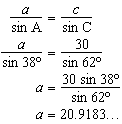 a / sin A = c / sin C
a / sin 38° = 30 / sin 62°
a = 30 sin 38° / sin 62°
a = 20.9183...